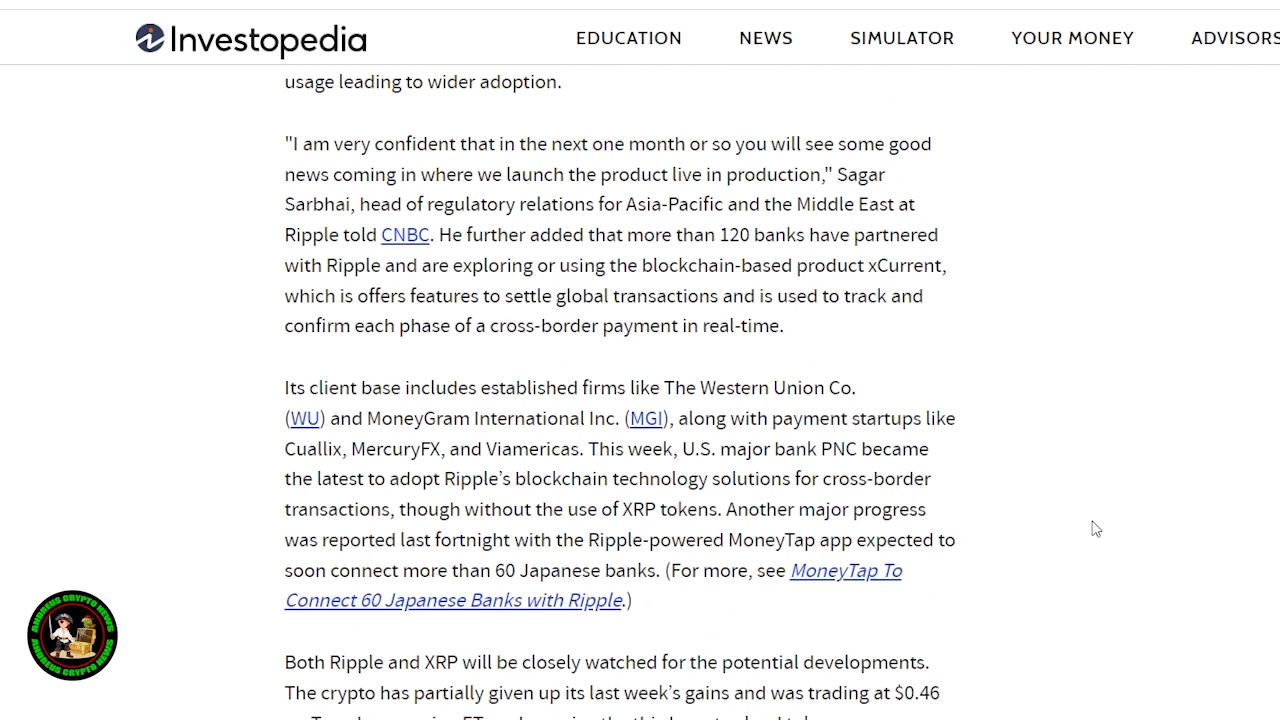 Investopedia
EDUCATION NEWS SIMULATOR YOUR MONEY ADVISORS
usage leading to wider adoption.
"I am very confident that in the next one month or so you will see some good
news coming in where we launch the product live in production," Sagar
Sarbhai, head of regulatory relations for Asia-Pacific and the Middle East at
Ripple told CNBC. He further added that more than 120 banks have partnered
with Ripple and are exploring or using the blockchain-based product xCurrent,
which is offers features to settle global transactions and is used to track and
confirm each phase of a cross-border payment in real-time.
Its client base includes established firms like The Western Union Co.
(WU) and MoneyGram International Inc. (MGI), along with payment startups like
Cuallix, MercuryFX, and Viamericas. This week, U.S. major bank PNC became
the latest to adopt Ripple’s blockchain technology solutions for cross-border
transactions, though without the use of XRP tokens. Another major progress
was reported last fortnight with the Ripple-powered MoneyTap app expected to
soon connect more than 60 Japanese banks. (For more, see MoneyTap To
Connect 60 Japanese Banks with Ripple.)
ANDREUS CRYPTO NEWS
ANDREUS CRYPTO NEWS
Both Ripple and XRP will be closely watched for the potential developments.
The crypto has partially given up its last week’s gains and was trading at $0.46